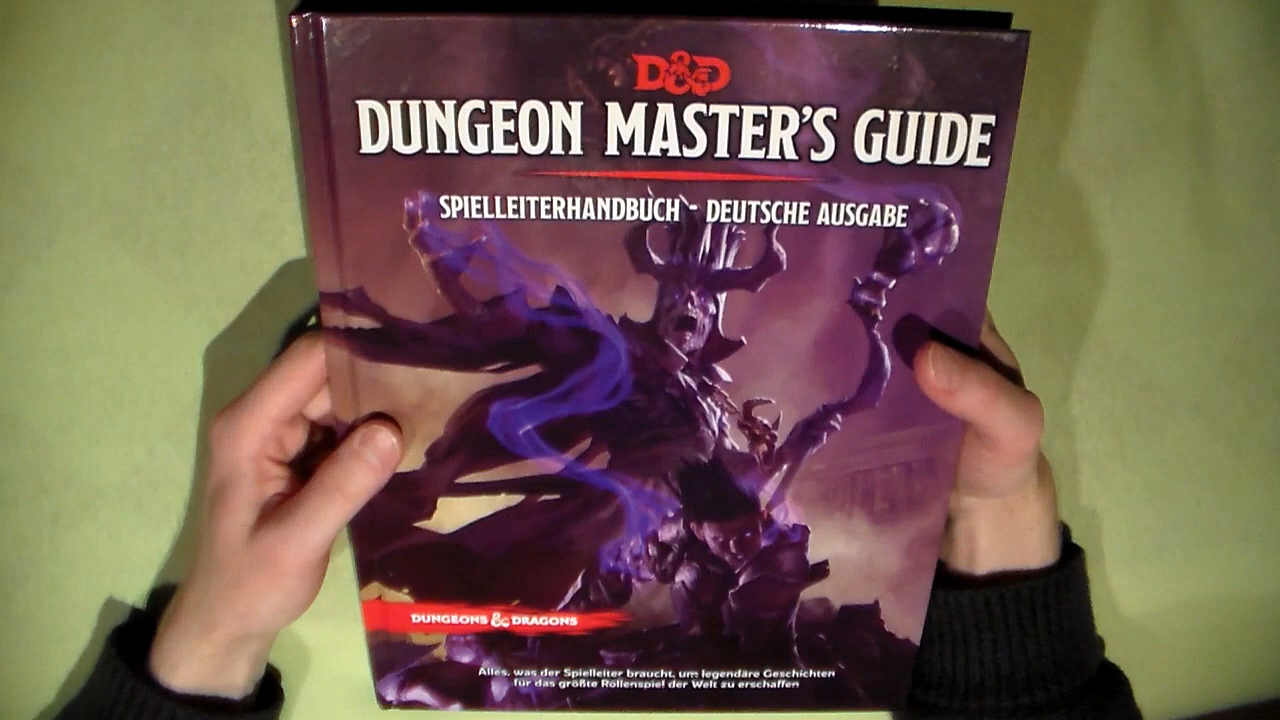 D&D
DUNGEON MASTER'S GUIDE
SPIELLEITERHANDBUCH - DEUTSCHE AUSGABE
DUNGEONS & DRAGONS
Alles, was der Spielleiter braucht, um legendäre Geschichten
für das größte Rollenspiel der Welt zu erschaffen